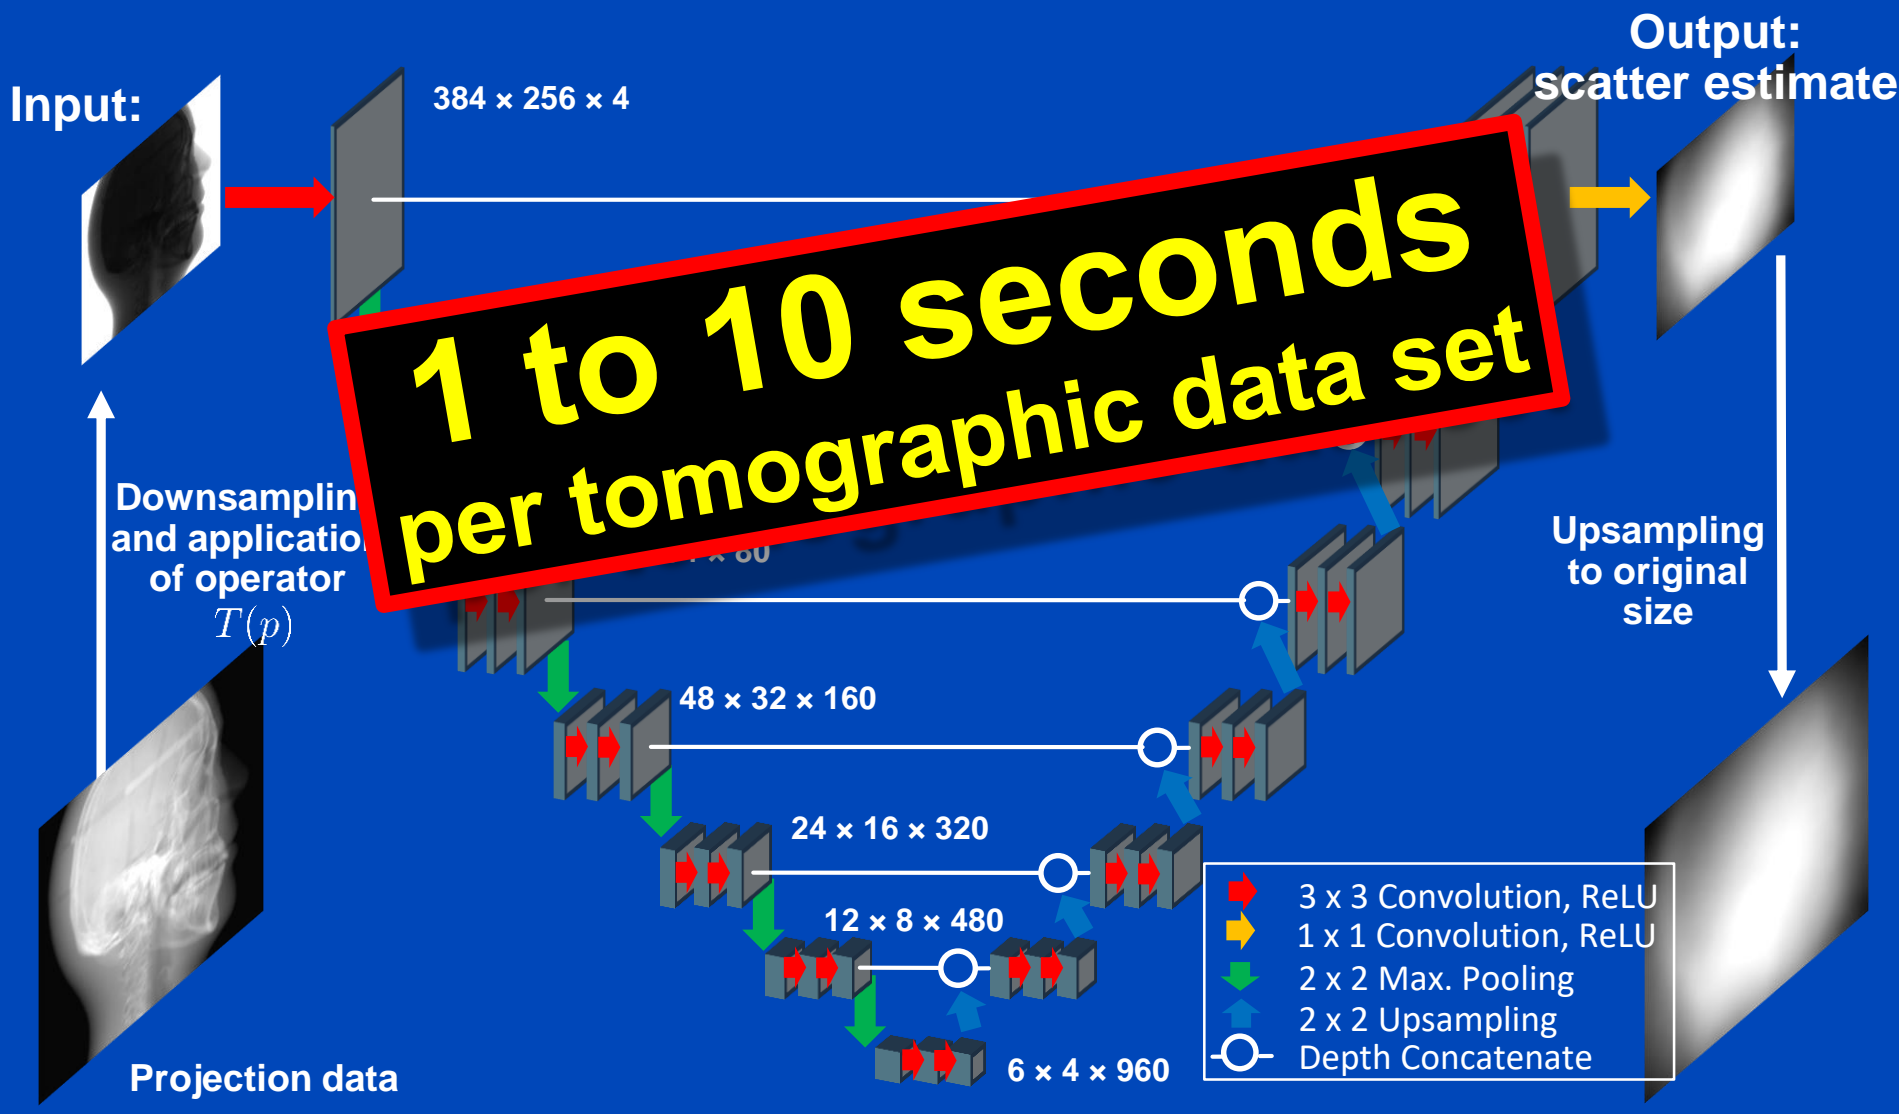 Input:
384 × 256 × 4
Output:
scatter estimate
1 to 10 seconds
per tomographic data set
Downsamplin
and applicatio
of operator
T(p)
× 80
Upsampling
to original
size
48 × 32 × 160
24 × 16 × 320
12 × 8 × 480
6 × 4 × 960
Projection data
3 x 3 Convolution, ReLU
1 x 1 Convolution, ReLU
2 x 2 Max. Pooling
2 x 2 Upsampling
Depth Concatenate